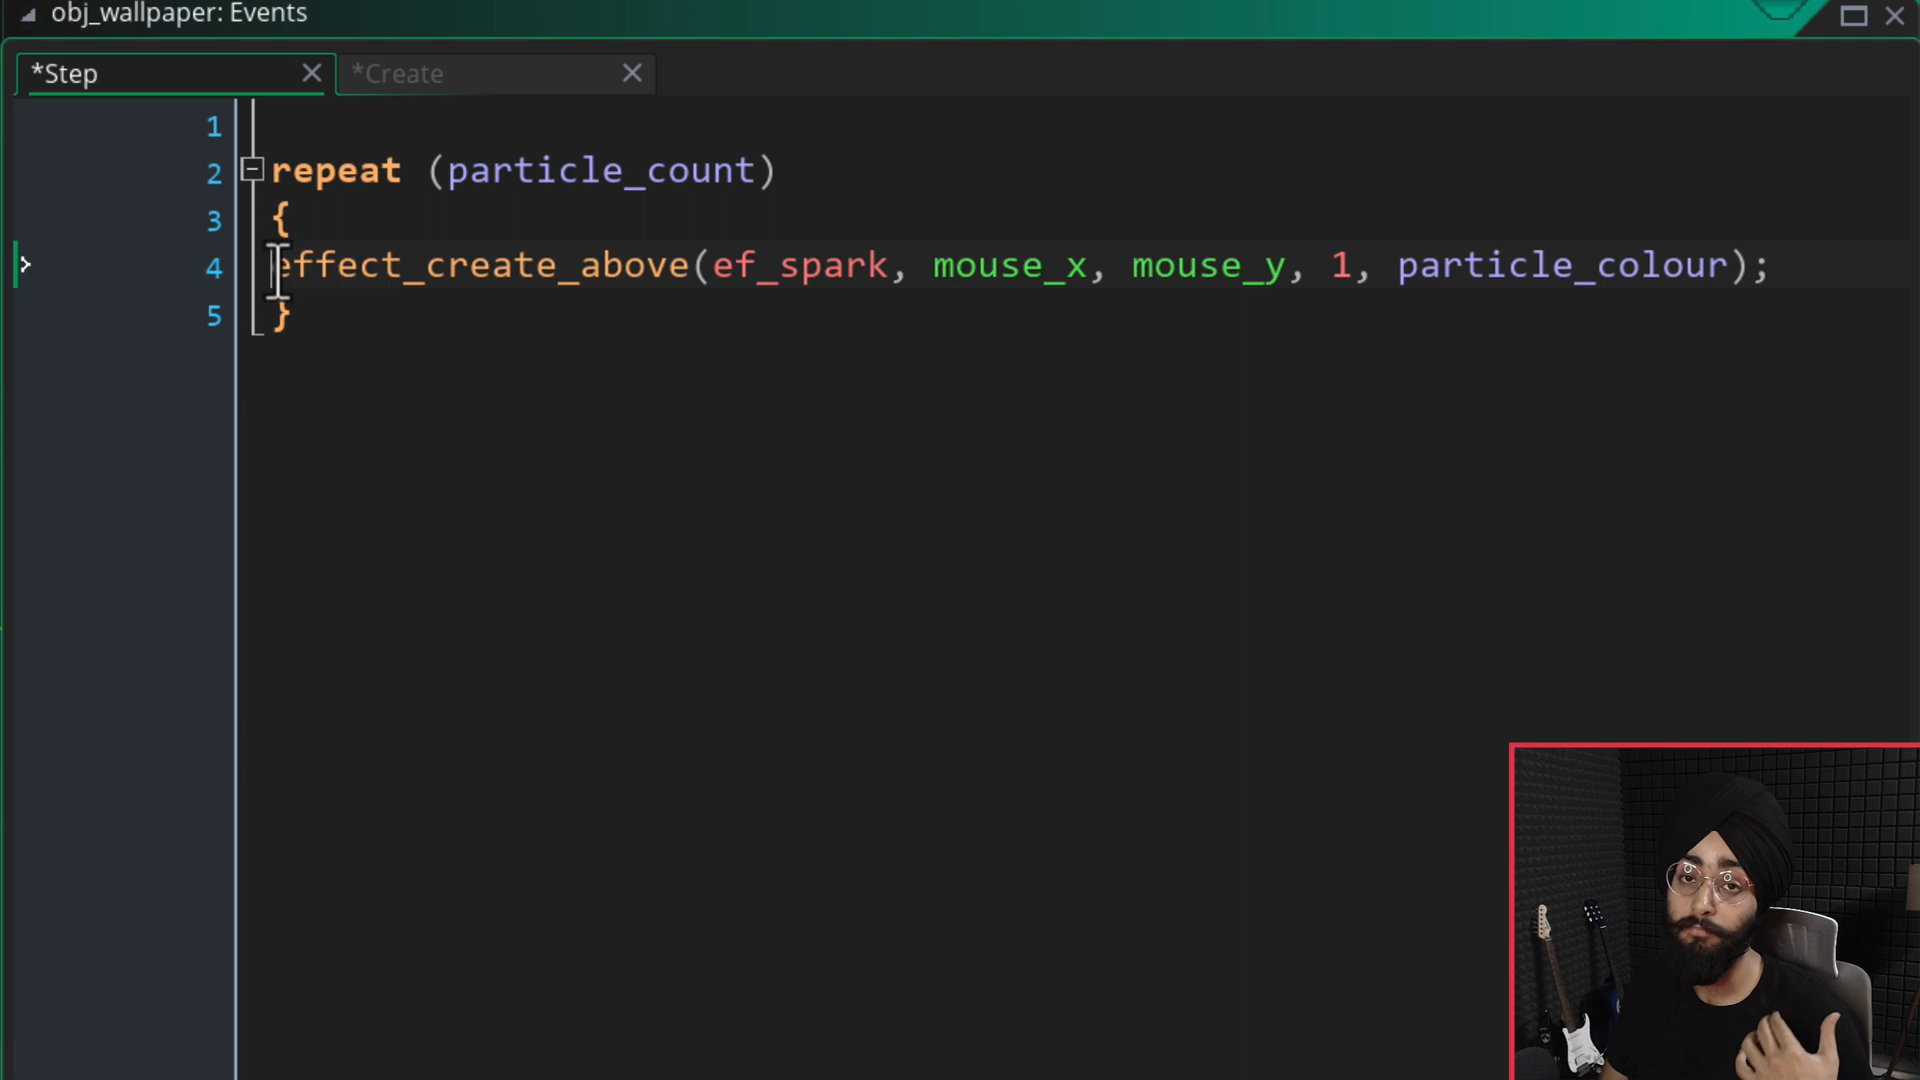 obj_wallpaper: Events
*Step *Create
1
2 repeat (particle_count)
3 {
4 effect_create_above(ef_spark, mouse_x, mouse_y, 1, particle_colour);
5 }